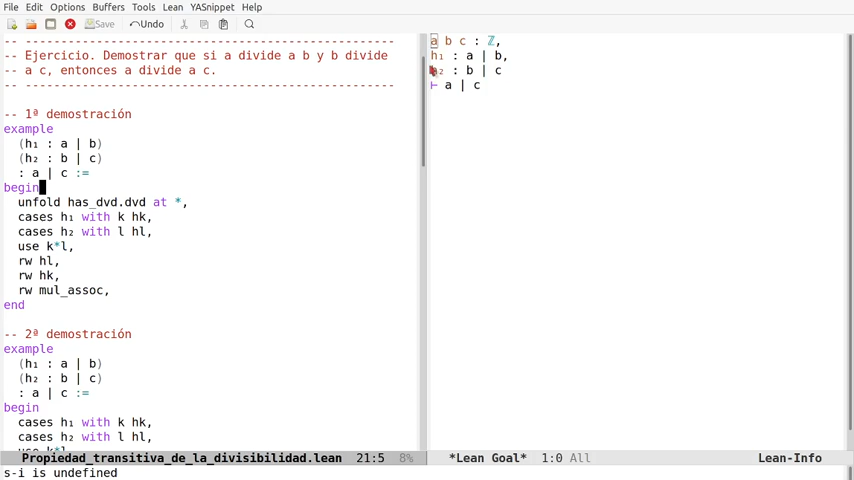 File Edit Options Buffers Tools Lean YASnippet Help
Save Undo
-- ---------------------------------------------------
-- Ejercicio. Demostrar que si a divide a b y b divide
-- a c, entonces a divide a c.
-- ---------------------------------------------------
-- 1ª demostración
example
(h₁ : a | b)
(h₂ : b | c)
: a | c :=
begin
unfold has_dvd.dvd at *,
cases h₁ with k hk,
cases h₂ with l hl,
use k*l,
rw hl,
rw hk,
rw mul_assoc,
end
-- 2ª demostración
example
(h₁ : a | b)
(h₂ : b | c)
: a | c :=
begin
cases h₁ with k hk,
cases h₂ with l hl,
use k*l,
Propiedad_transitiva_de_la_divisibilidad.lean 21:5 8%
a b c : ℤ,
h₁ : a | b,
h₂ : b | c
⊢ a | c
*Lean Goal* 1:0 All Lean-Info
s-i is undefined